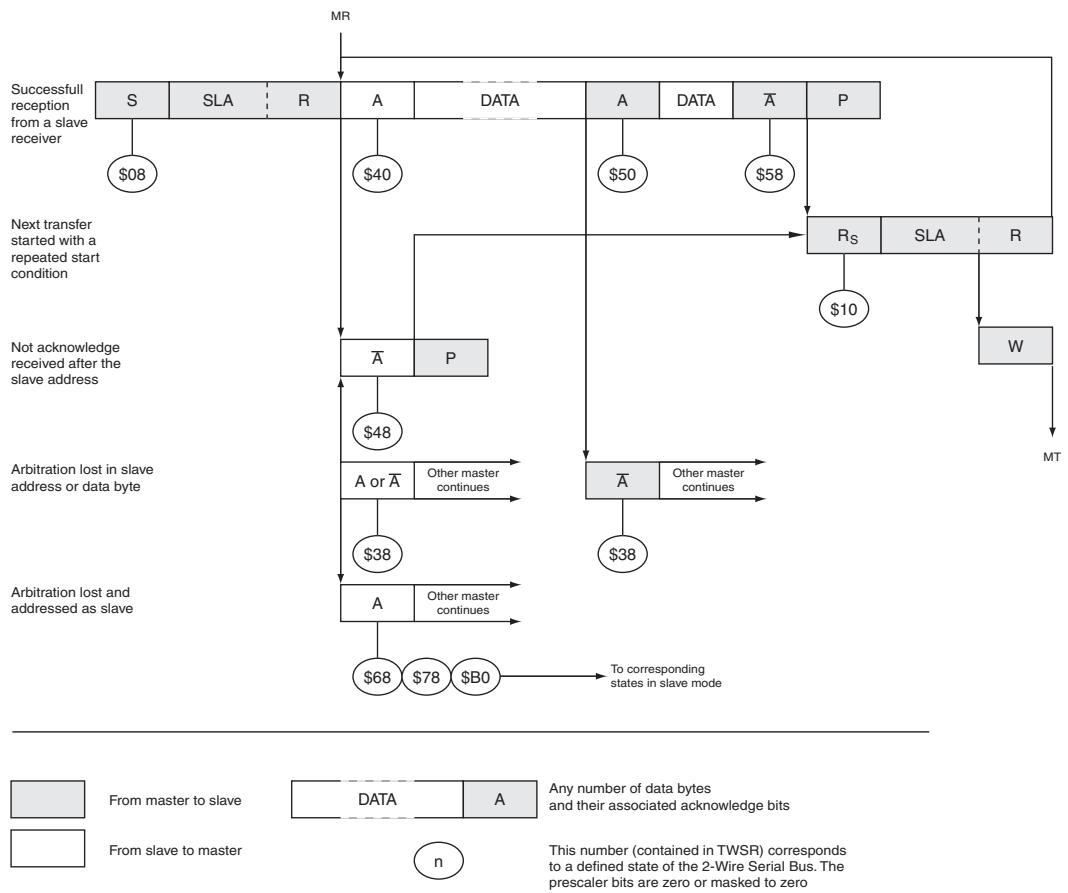 MR
Successfull
reception
from a slave
receiver
S SLA R A DATA A DATA A̅ P
$08 $40 $50 $58
Next transfer
started with a
repeated start
condition
RS SLA R
$10
Not acknowledge
received after the
slave address
A̅ P
W
$48
MT
Arbitration lost in slave
address or data byte
A or A̅
Other master
continues
A̅
Other master
continues
$38 $38
Arbitration lost and
addressed as slave
A
Other master
continues
$68 $78 $B0
To corresponding
states in slave mode
From master to slave
DATA A
Any number of data bytes
and their associated acknowledge bits
From slave to master
n
This number (contained in TWSR) corresponds
to a defined state of the 2-Wire Serial Bus. The
prescaler bits are zero or masked to zero